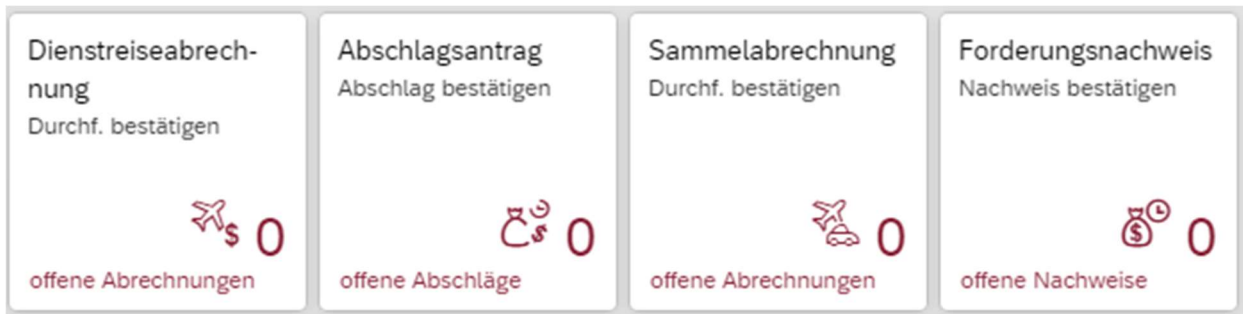 Dienstreiseabrech-
nung
Durchf. bestätigen
0
offene Abrechnungen
Abschlagsantrag
Abschlag bestätigen
0
offene Abschläge
Sammelabrechnung
Durchf. bestätigen
0
offene Abrechnungen
Forderungsnachweis
Nachweis bestätigen
0
offene Nachweise